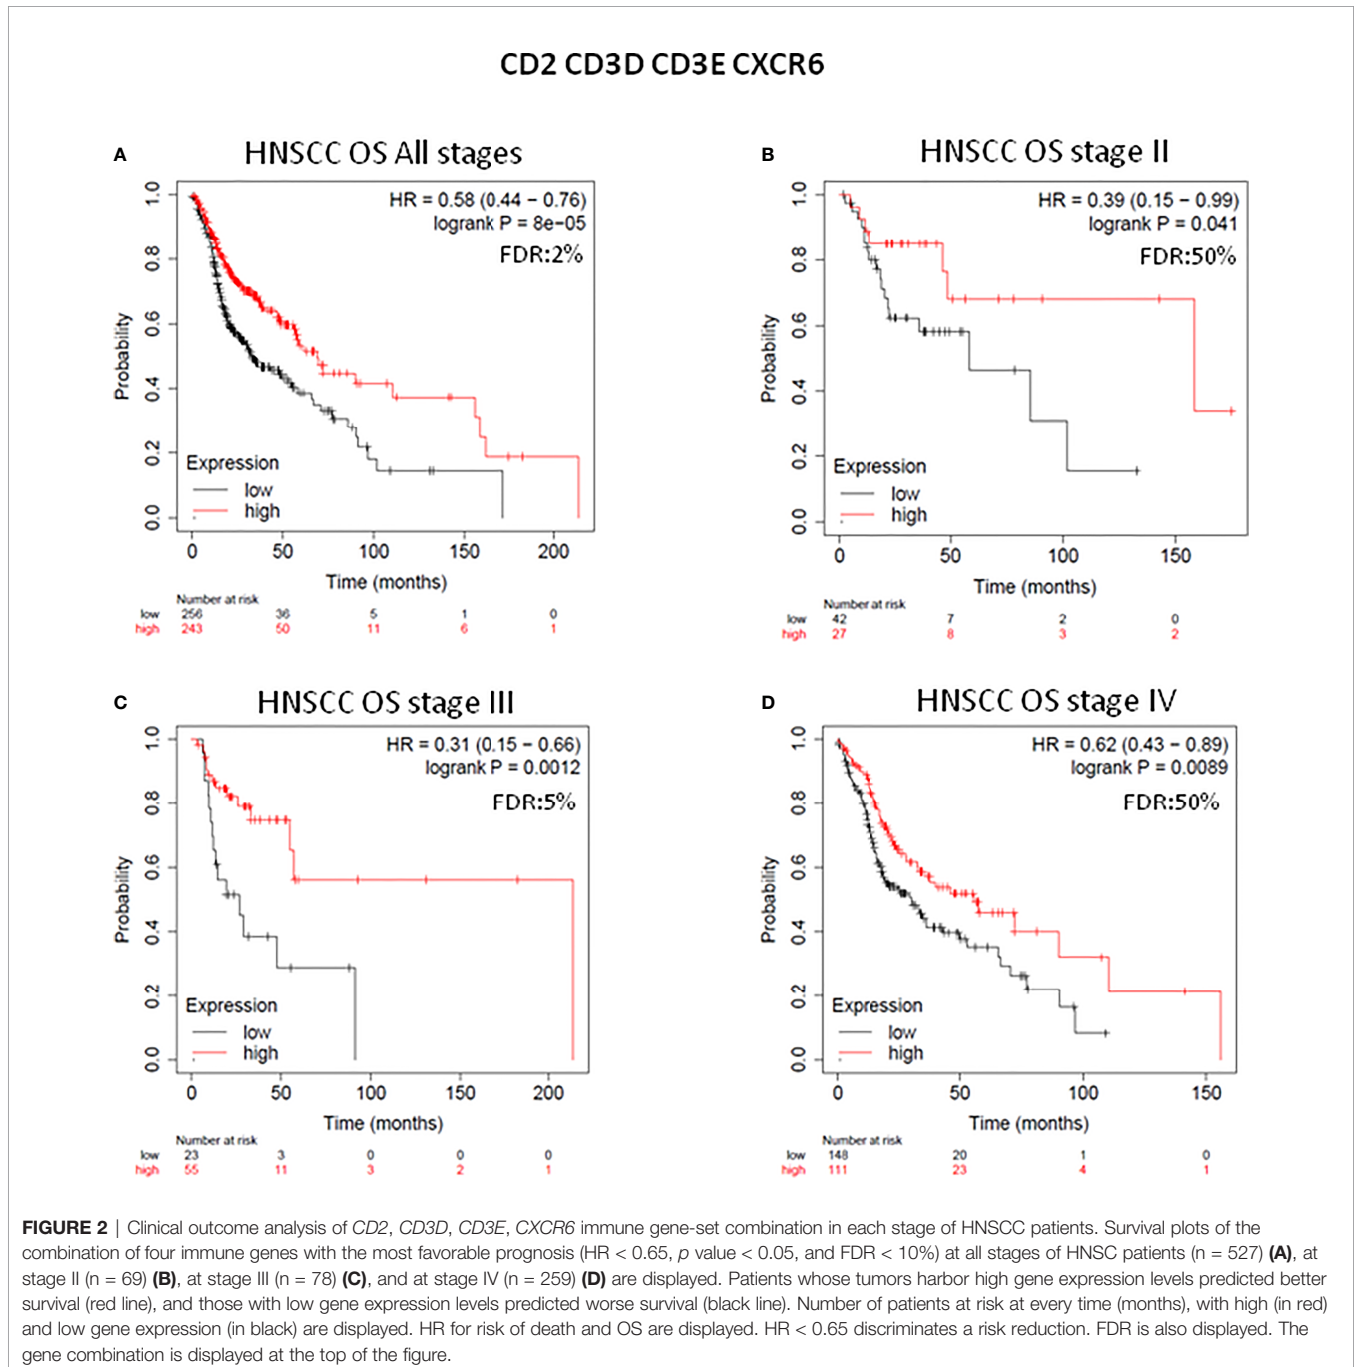 CD2 CD3D CD3E CXCR6
A
HNSCC OS All stages
HR = 0.58 (0.44 − 0.76)
logrank P = 8e−05
FDR:2%
Probability
0.0 0.2 0.4 0.6 0.8 1.0
Expression
low
high
0 50 100 150 200
Time (months)
Number at risk
low 256 36 5 1 0
high 243 50 11 6 1
B
HNSCC OS stage II
HR = 0.39 (0.15 − 0.99)
logrank P = 0.041
FDR:50%
Probability
0.0 0.2 0.4 0.6 0.8 1.0
Expression
low
high
0 50 100 150
Time (months)
Number at risk
low 42 7 2 0
high 27 8 3 2
C
HNSCC OS stage III
HR = 0.31 (0.15 − 0.66)
logrank P = 0.0012
FDR:5%
Probability
0.0 0.2 0.4 0.6 0.8 1.0
Expression
low
high
0 50 100 150 200
Time (months)
Number at risk
low 23 3 0 0 0
high 55 11 3 2 1
D
HNSCC OS stage IV
HR = 0.62 (0.43 − 0.89)
logrank P = 0.0089
FDR:50%
Probability
0.0 0.2 0.4 0.6 0.8 1.0
Expression
low
high
0 50 100 150
Time (months)
Number at risk
low 148 20 1 0
high 111 23 4 1
FIGURE 2 | Clinical outcome analysis of CD2, CD3D, CD3E, CXCR6 immune gene-set combination in each stage of HNSCC patients. Survival plots of the
combination of four immune genes with the most favorable prognosis (HR < 0.65, p value < 0.05, and FDR < 10%) at all stages of HNSC patients (n = 527) (A), at
stage II (n = 69) (B), at stage III (n = 78) (C), and at stage IV (n = 259) (D) are displayed. Patients whose tumors harbor high gene expression levels predicted better
survival (red line), and those with low gene expression levels predicted worse survival (black line). Number of patients at risk at every time (months), with high (in red)
and low gene expression (in black) are displayed. HR for risk of death and OS are displayed. HR < 0.65 discriminates a risk reduction. FDR is also displayed. The
gene combination is displayed at the top of the figure.